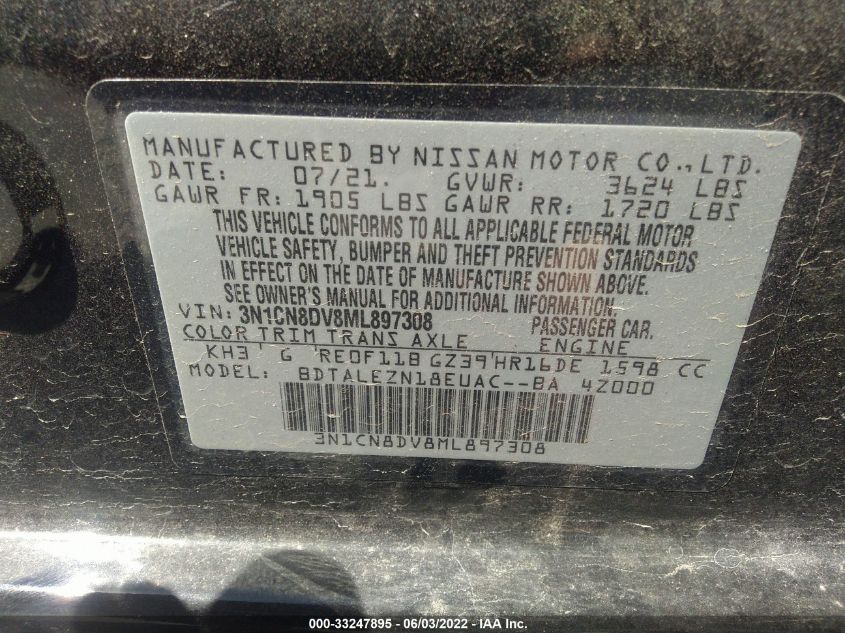 MANUFACTURED BY NISSAN MOTOR CO.,LTD.
DATE: 07/21. GVWR: 3624 LBS
GAWR FR: 1905 LBS GAWR RR: 1720 LBS
THIS VEHICLE CONFORMS TO ALL APPLICABLE FEDERAL MOTOR
VEHICLE SAFETY, BUMPER AND THEFT PREVENTION STANDARDS
IN EFFECT ON THE DATE OF MANUFACTURE SHOWN ABOVE.
SEE OWNER'S MANUAL FOR ADDITIONAL INFORMATION.
VIN: 3N1CN8DV8ML897308 PASSENGER CAR.
COLOR TRIM TRANS AXLE ENGINE
KH3 G RE0F11B GZ39 HR16DE 1598 CC
MODEL: BDTALEZN18EUAC--BA 4Z000
3N1CN8DV8ML897308
000-33247895 - 06/03/2022 - IAA Inc.